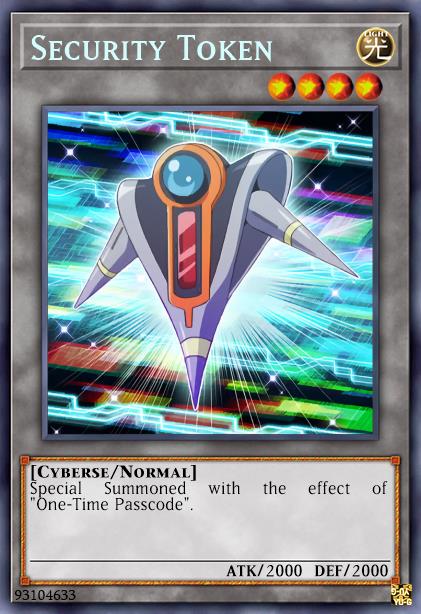 Security Token
LIGHT
光
[Cyberse/Normal]
Special Summoned with the effect of
"One-Time Passcode".
ATK/2000 DEF/2000
93104633